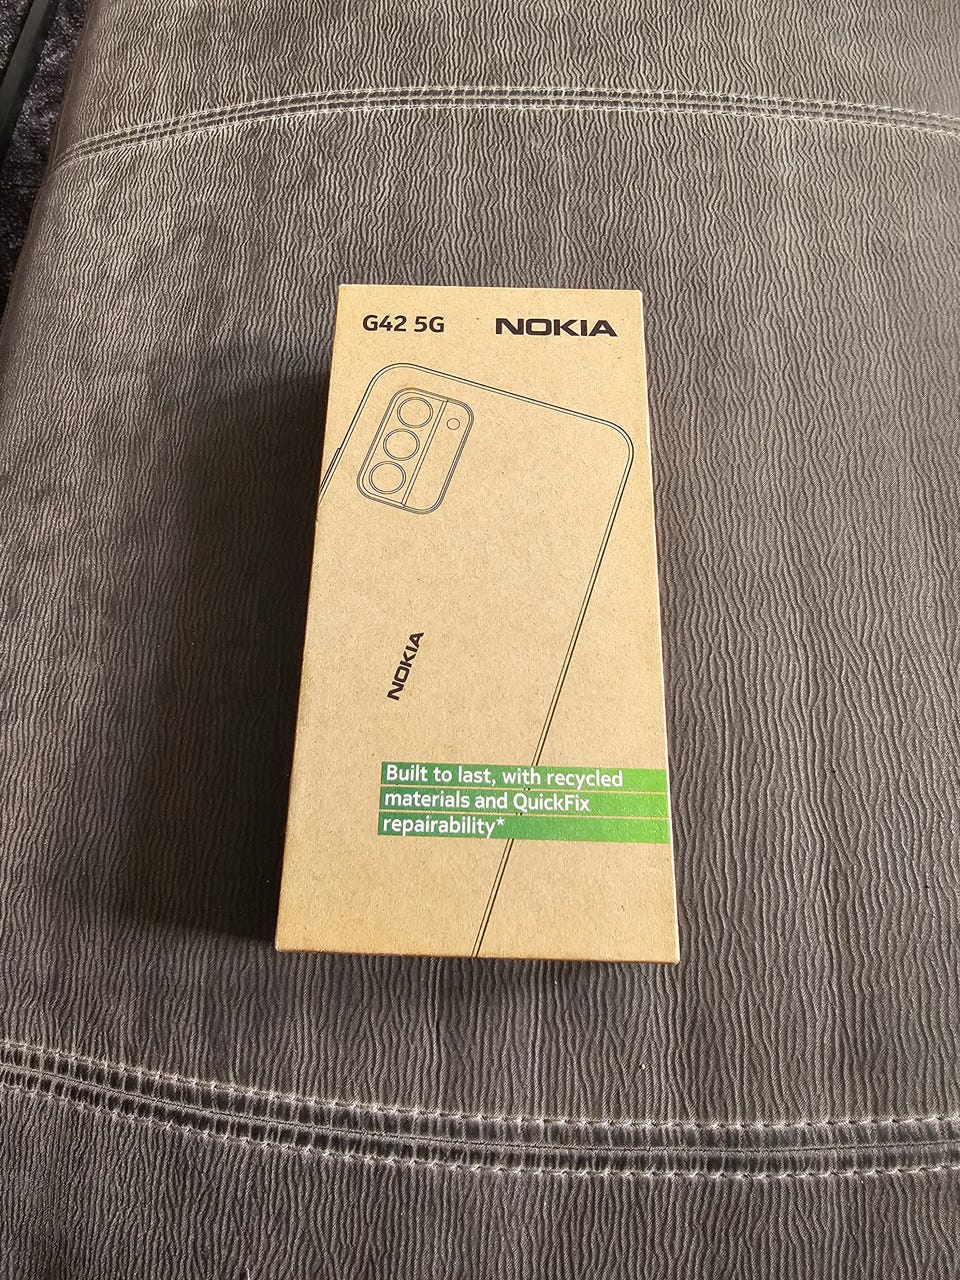 G42 5G NOKIA
NOKIA
Built to last, with recycled
materials and QuickFix
repairability*